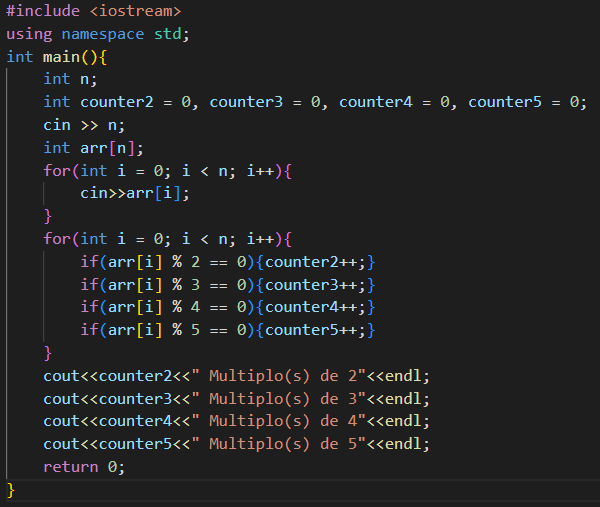 #include <iostream>
using namespace std;
int main(){
    int n;
    int counter2 = 0, counter3 = 0, counter4 = 0, counter5 = 0;
    cin >> n;
    int arr[n];
    for(int i = 0; i < n; i++){
        cin>>arr[i];
    }
    for(int i = 0; i < n; i++){
        if(arr[i] % 2 == 0){counter2++;}
        if(arr[i] % 3 == 0){counter3++;}
        if(arr[i] % 4 == 0){counter4++;}
        if(arr[i] % 5 == 0){counter5++;}
    }
    cout<<counter2<<" Multiplo(s) de 2"<<endl;
    cout<<counter3<<" Multiplo(s) de 3"<<endl;
    cout<<counter4<<" Multiplo(s) de 4"<<endl;
    cout<<counter5<<" Multiplo(s) de 5"<<endl;
    return 0;
}